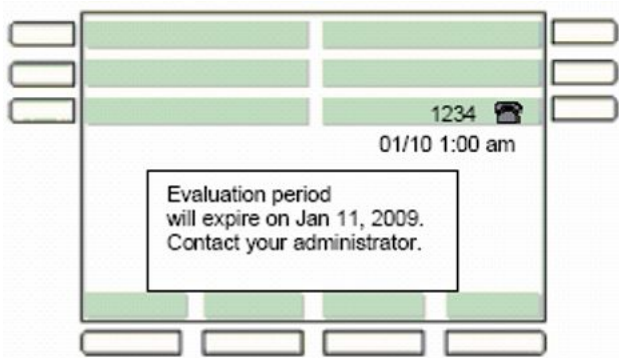 1234
01/10 1:00 am
Evaluation period
will expire on Jan 11, 2009.
Contact your administrator.